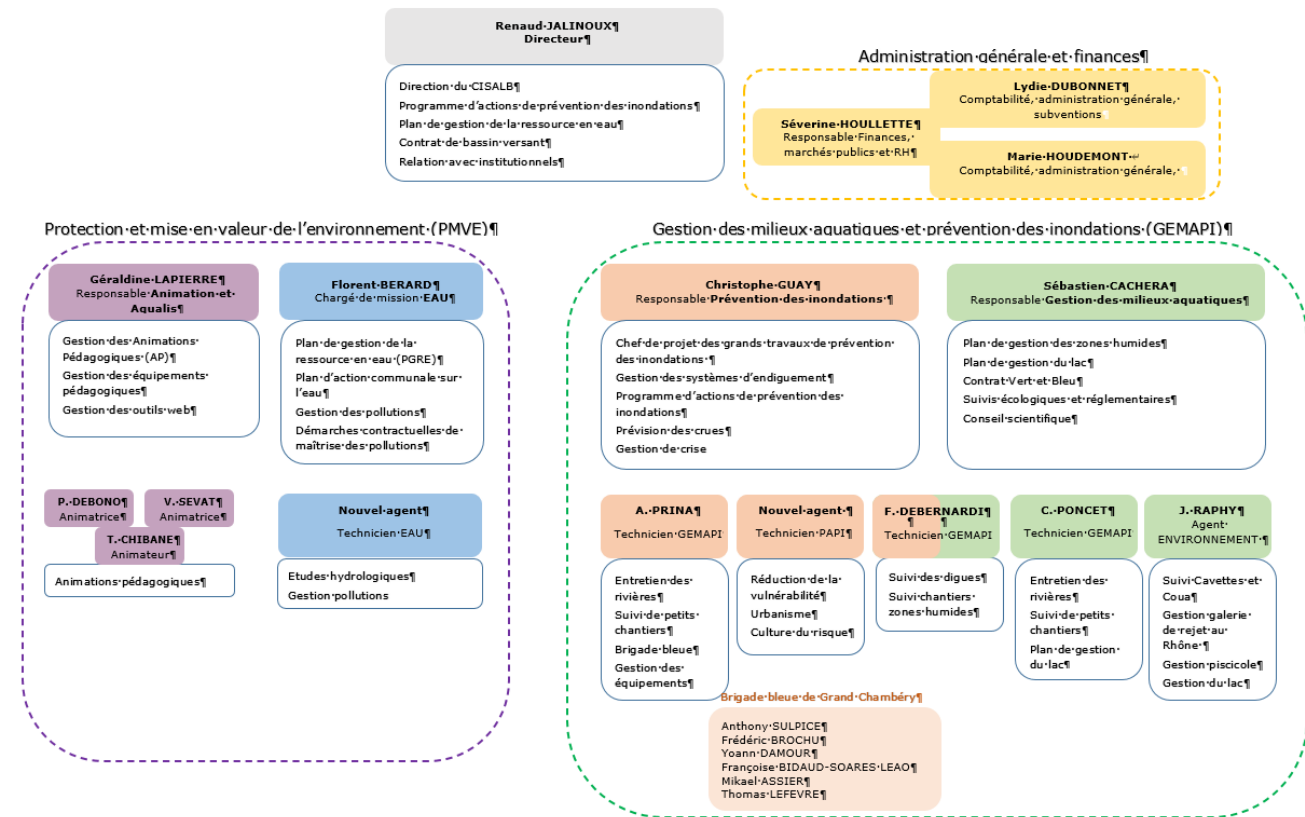 Renaud·JALINOUX¶
Directeur¶
Direction·du·CISALB¶
Programme·d’actions·de·prévention·des·inondations¶
Plan·de·gestion·de·la·ressource·en·eau¶
Contrat·de·bassin·versant¶
Relation·avec·institutionnels¶
Administration·générale·et·finances¶
Séverine·HOULLETTE¶
Responsable·Finances,·
marchés·publics·et·RH¶
Lydie·DUBONNET¶
Comptabilité,·administration·générale,·
subventions¶
Marie·HOUDEMONT·↵
Comptabilité,·administration·générale,·¶
Protection·et·mise·en·valeur·de·l’environnement·(PMVE)¶
Géraldine·LAPIERRE¶
Responsable·Animation·et·
Aqualis¶
Gestion·des·Animations·
Pédagogiques·(AP)¶
Gestion·des·équipements·
pédagogiques¶
Gestion·des·outils·web¶
Florent·BERARD¶
Chargé·de·mission·EAU¶
Plan·de·gestion·de·la·
ressource·en·eau·(PGRE)¶
Plan·d’action·communale·sur·
l’eau¶
Gestion·des·pollutions¶
Démarches·contractuelles·de·
maîtrise·des·pollutions¶
P.·DEBONO¶
Animatrice¶
V.·SEVAT¶
Animatrice¶
T.·CHIBANE¶
Animateur¶
Animations·pédagogiques¶
Nouvel·agent¶
Technicien·EAU¶
Etudes·hydrologiques¶
Gestion·pollutions
Gestion·des·milieux·aquatiques·et·prévention·des·inondations·(GEMAPI)¶
Christophe·GUAY¶
Responsable·Prévention·des·inondations·¶
Chef·de·projet·des·grands·travaux·de·prévention·
des·inondations·¶
Gestion·des·systèmes·d’endiguement¶
Programme·d’actions·de·prévention·des·
inondations¶
Prévision·des·crues¶
Gestion·de·crise
Sébastien·CACHERA¶
Responsable·Gestion·des·milieux·aquatiques¶
Plan·de·gestion·des·zones·humides¶
Plan·de·gestion·du·lac¶
Contrat·Vert·et·Bleu¶
Suivis·écologiques·et·réglementaires¶
Conseil·scientifique¶
A.·PRINA¶
Technicien·GEMAPI
Entretien·des·
rivières¶
Suivi·de·petits·
chantiers¶
Brigade·bleue¶
Gestion·des·
équipements¶
Nouvel·agent·¶
Technicien·PAPI¶
Réduction·de·la·
vulnérabilité¶
Urbanisme¶
Culture·du·risque¶
F.·DEBERNARDI¶
¶ ¶
Technicien·GEMAPI
Suivi·des·digues¶
Suivi·chantiers·
zones·humides¶
C.·PONCET¶
Technicien·GEMAPI
Entretien·des·
rivières¶
Suivi·de·petits·
chantiers¶
Plan·de·gestion·
du·lac¶
J.·RAPHY¶
Agent·
ENVIRONNEMENT·¶
Suivi·Cavettes·et·
Coua¶
Gestion·galerie·
de·rejet·au·
Rhône¶
Gestion·piscicole¶
Gestion·du·lac¶
Brigade·bleue·de·Grand·Chambéry¶
Anthony·SULPICE¶
Frédéric·BROCHU¶
Yoann·DAMOUR¶
Françoise·BIDAUD-SOARES·LEAO¶
Mikael·ASSIER¶
Thomas·LEFEVRE¶